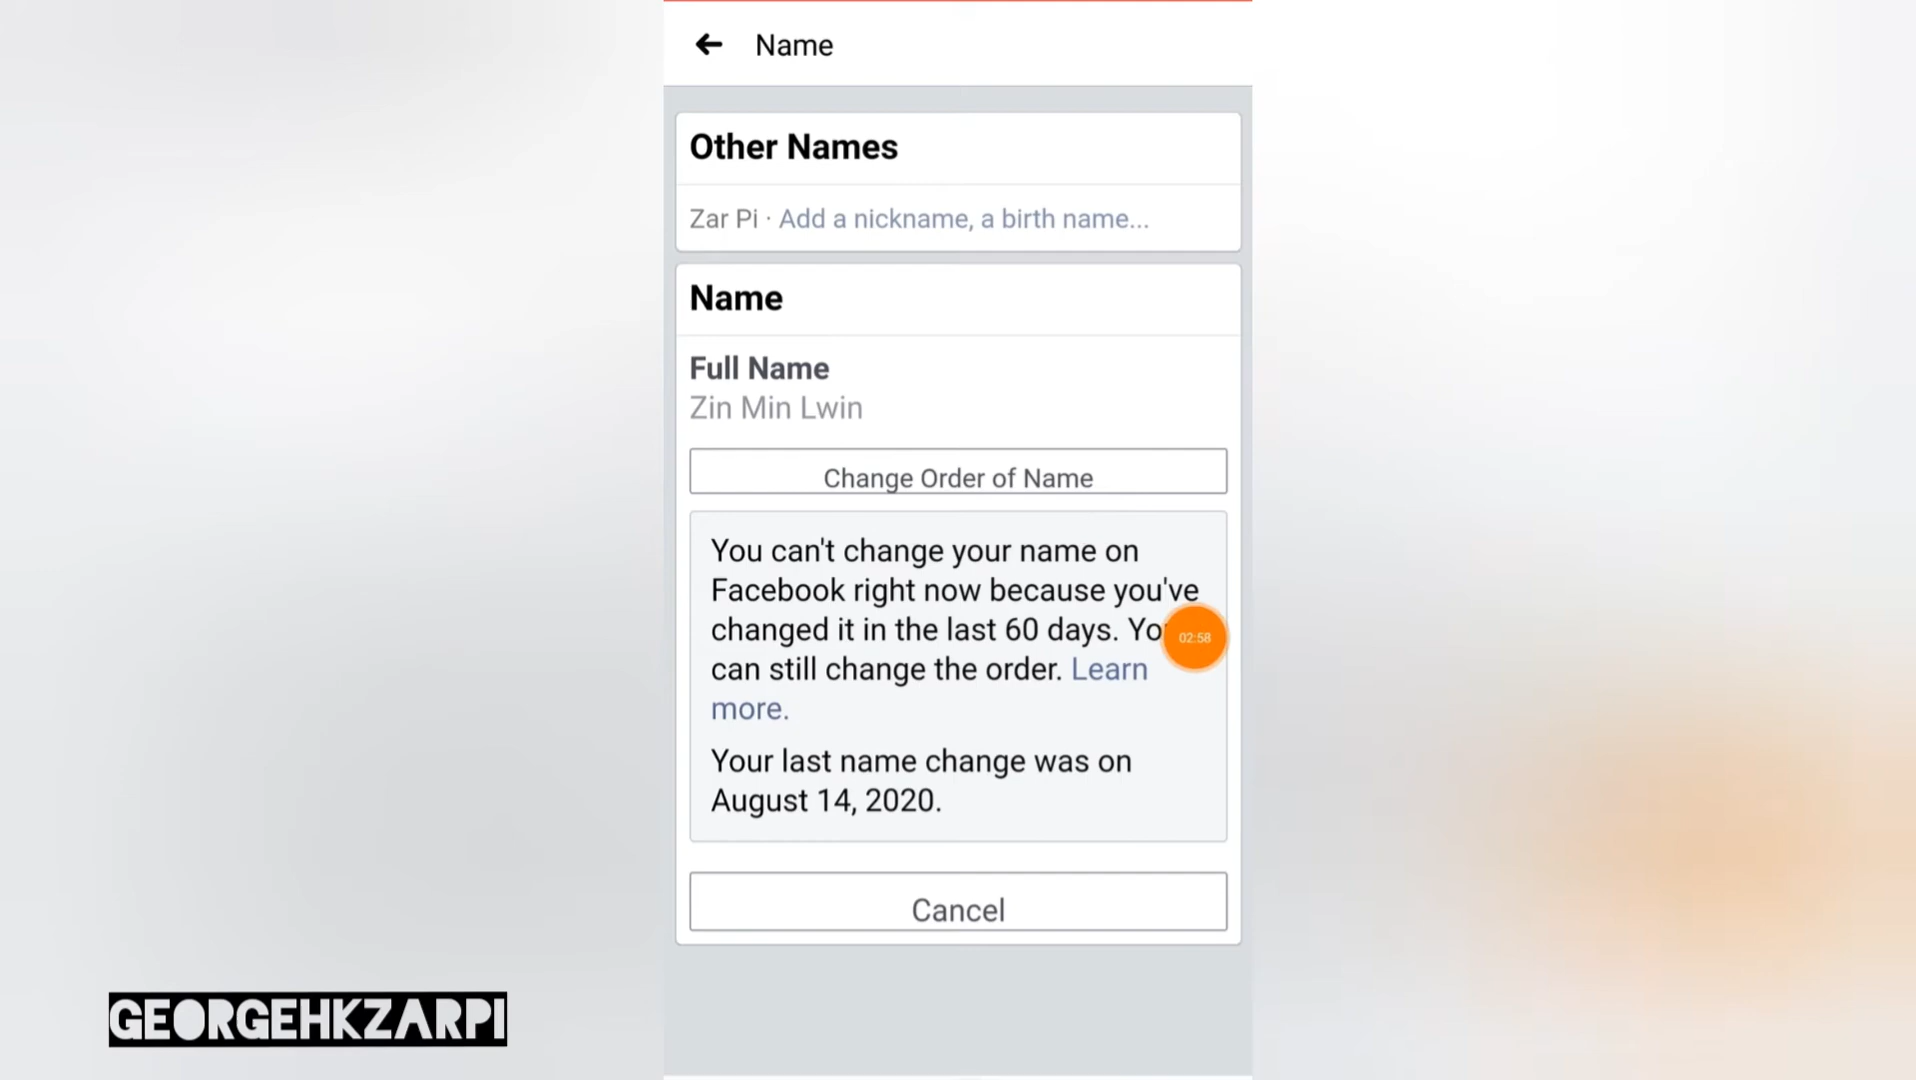 Name
Other Names
Zar Pi · Add a nickname, a birth name...
Name
Full Name
Zin Min Lwin
Change Order of Name
You can't change your name on
Facebook right now because you've
changed it in the last 60 days. Yo
can still change the order. Learn
more.
02:58
Your last name change was on
August 14, 2020.
Cancel
GEORGEHKZARPI